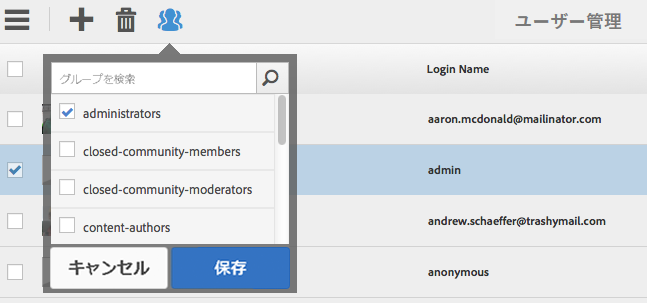 ユーザー管理
グループを検索
Login Name
administrators
aaron.mcdonald@mailinator.com
closed-community-members
admin
closed-community-moderators
content-authors
andrew.schaeffer@trashymail.com
キャンセル
保存
anonymous